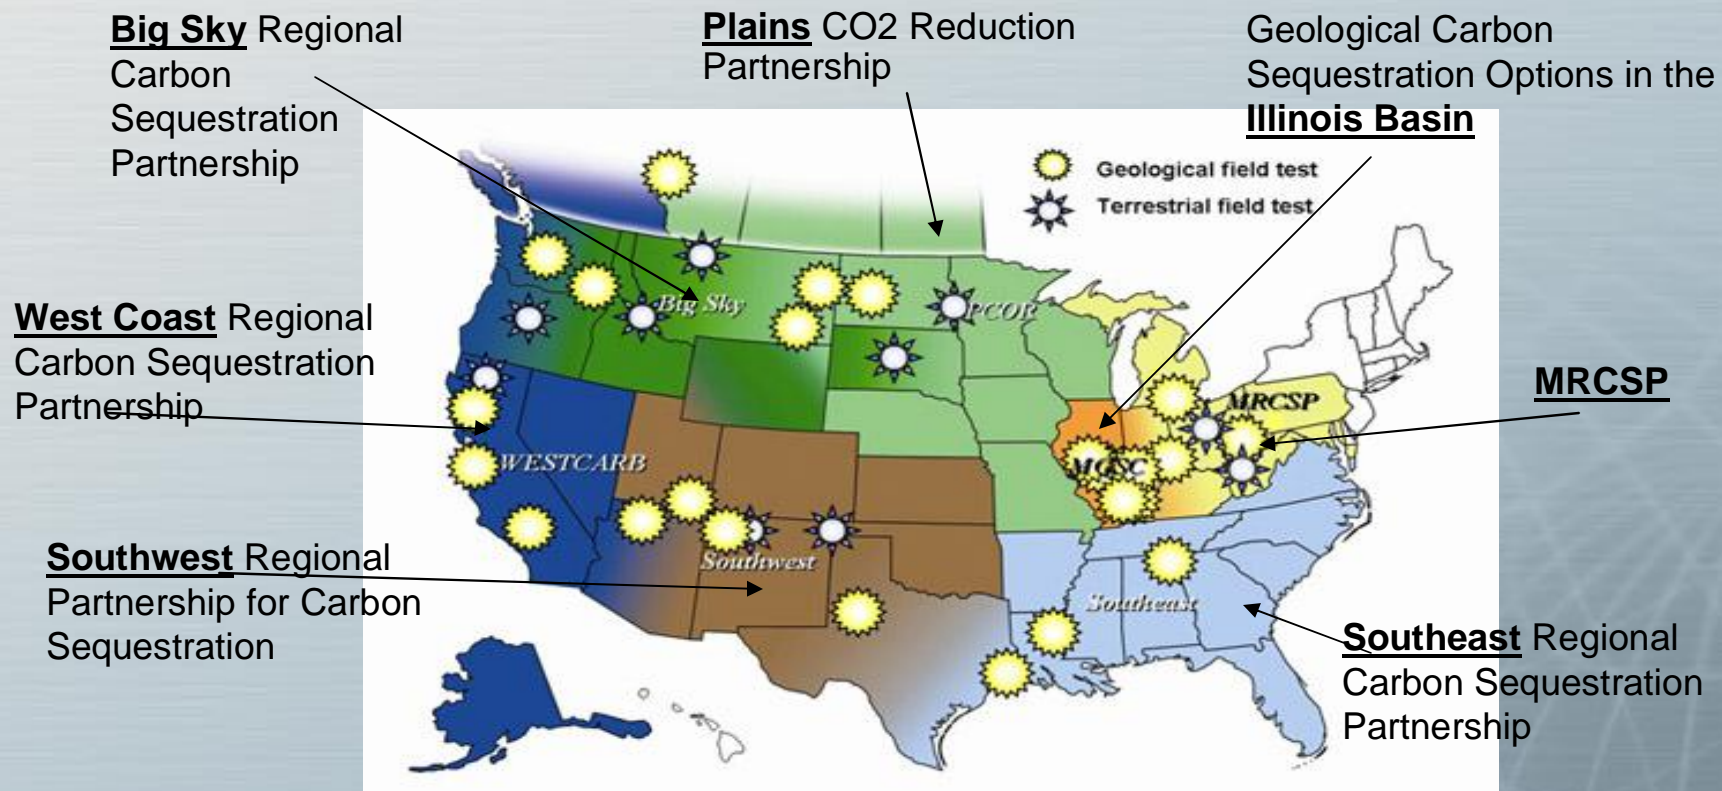 Big Sky Regional
Carbon
Sequestration
Partnership
Plains CO2 Reduction
Partnership
Geological Carbon
Sequestration Options in the
Illinois Basin
Geological field test
Terrestrial field test
West Coast Regional
Carbon Sequestration
Partnership
Big Sky
PCOR
MRCSP
MRCSP
WESTCARB
MGSC
Southwest Regional
Partnership for Carbon
Sequestration
Southwest
Southeast
Southeast Regional
Carbon Sequestration
Partnership